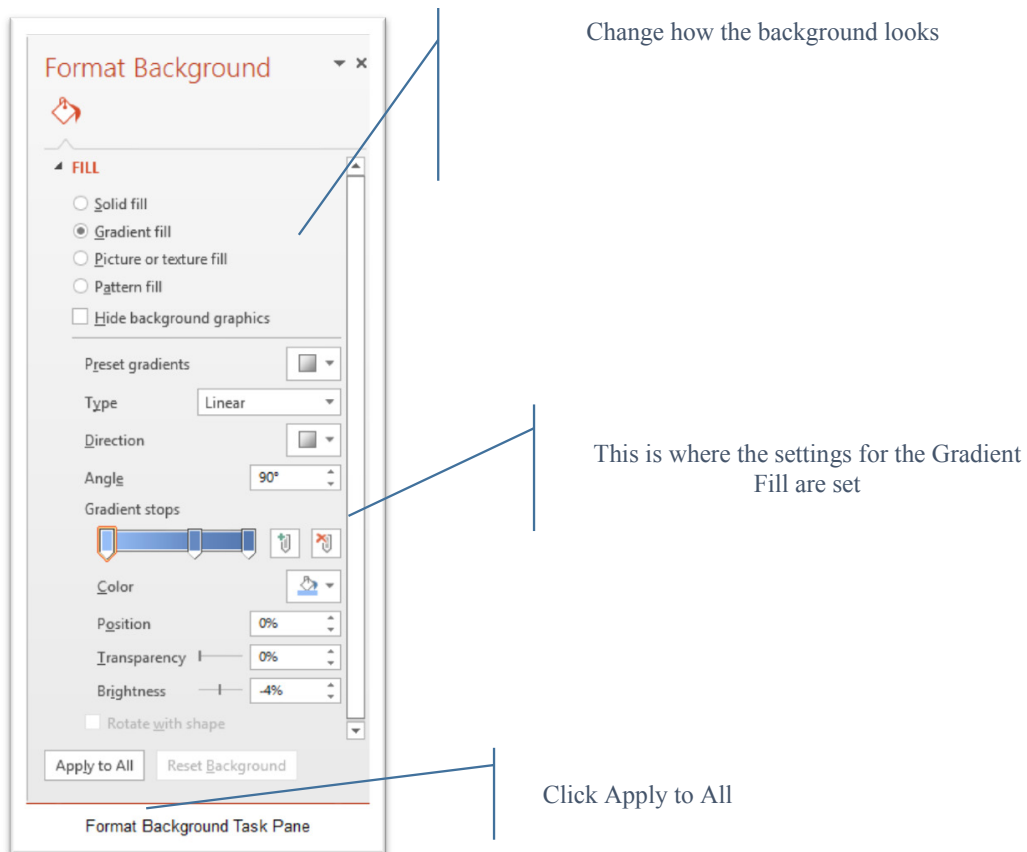 Change how the background looks
Format Background
FILL
Solid fill
Gradient fill
Picture or texture fill
Pattern fill
Hide background graphics
Preset gradients
Type Linear
Direction
Angle 90°
Gradient stops
Color
Position 0%
Transparency 0%
Brightness -4%
Rotate with shape
Apply to All Reset Background
Format Background Task Pane
This is where the settings for the Gradient
Fill are set
Click Apply to All